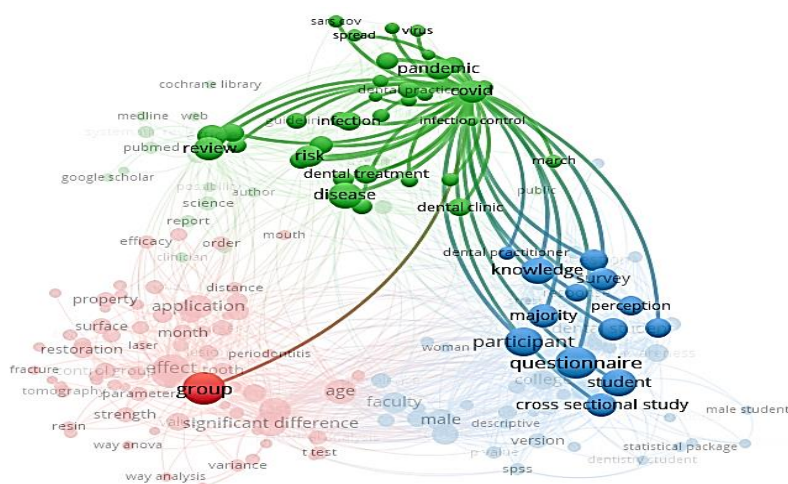 sars cov
spread
virus
pandemic
cochrane library
dental practice
covid
medline
web
guideline
infection
infection control
pubmed
review
risk
march
google scholar
dental treatment
author
disease
public
science
dental clinic
report
mouth
efficacy
order
clinician
dental practitioner
knowledge
survey
distance
property
application
perception
surface
month
majority
restoration
laser
participant
woman
periodontitis
fracture
control group
effect
tooth
questionnaire
college
student
tomography
parameter
group
age
faculty
cross sectional study
strength
male
male student
resin
significant difference
descriptive
way anova
version
t test
p value
statistical package
variance
spss
dentistry student
way analysis